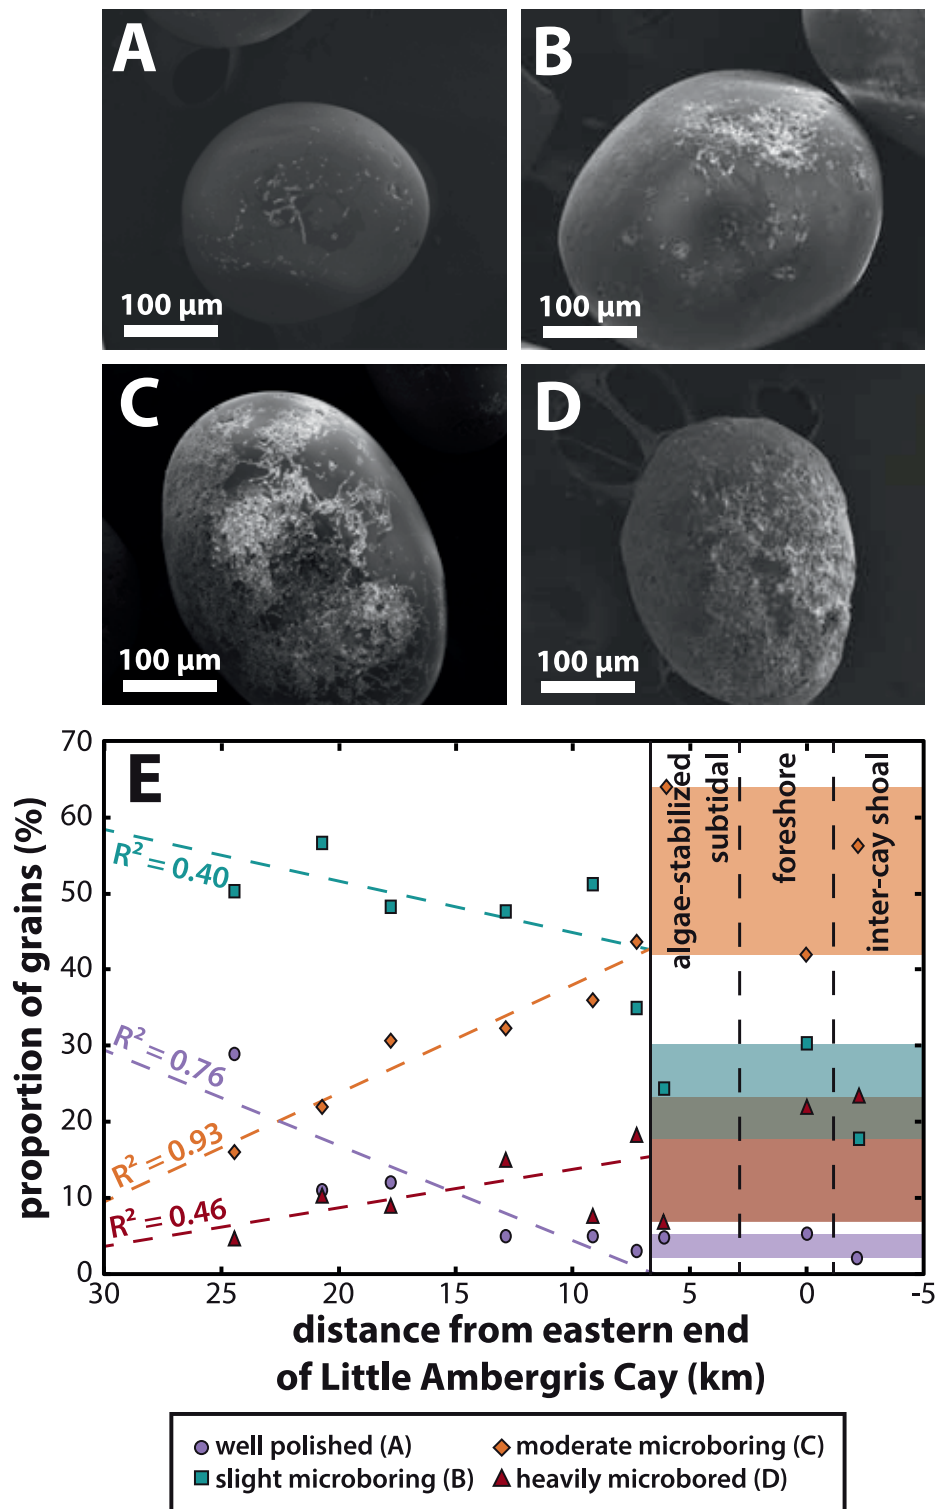 A
100 µm
B
100 µm
C
100 µm
D
100 µm
E
proportion of grains (%)
70
60
50
40
30
20
10
0
R² = 0.40
R² = 0.76
R² = 0.93
R² = 0.46
algae-stabilized
subtidal
foreshore
inter-cay shoal
30 25 20 15 10 5 0 -5
distance from eastern end
of Little Ambergris Cay (km)
well polished (A)
moderate microboring (C)
slight microboring (B)
heavily microbored (D)